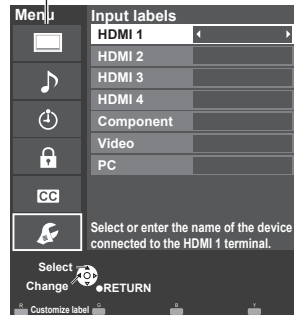 Menu
Input labels
HDMI 1
HDMI 2
HDMI 3
HDMI 4
Component
Video
PC
CC
Select or enter the name of the device
connected to the HDMI 1 terminal.
Select
Change
RETURN
R
Customize label
G
B
Y